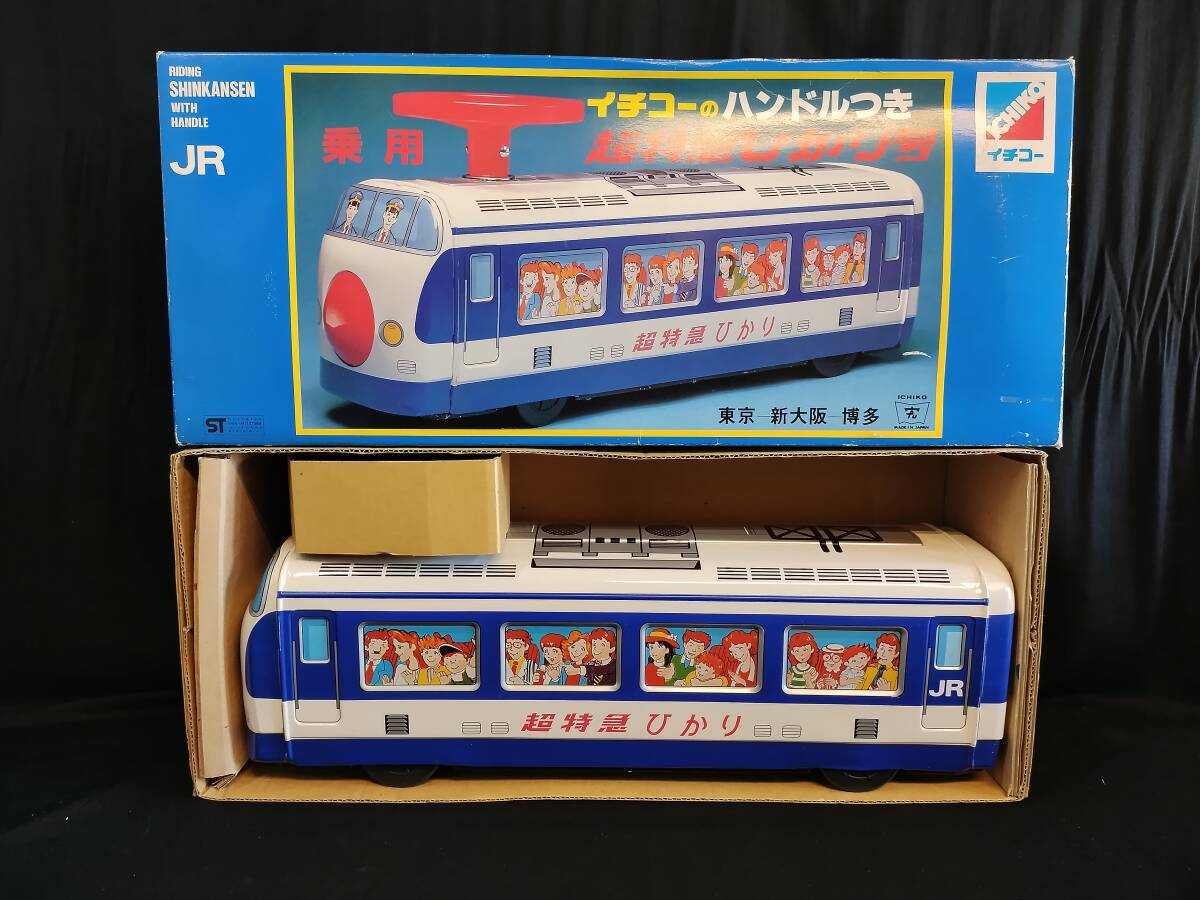 RIDING
SHINKANSEN
WITH
HANDLE
JR
乗用
イチコーのハンドルつき
超特急ひかり号
ICHIKO
イチコー
超特急ひかり
東京—新大阪—博多
ICHIKO
MADE IN JAPAN
ST
JR
超特急ひかり